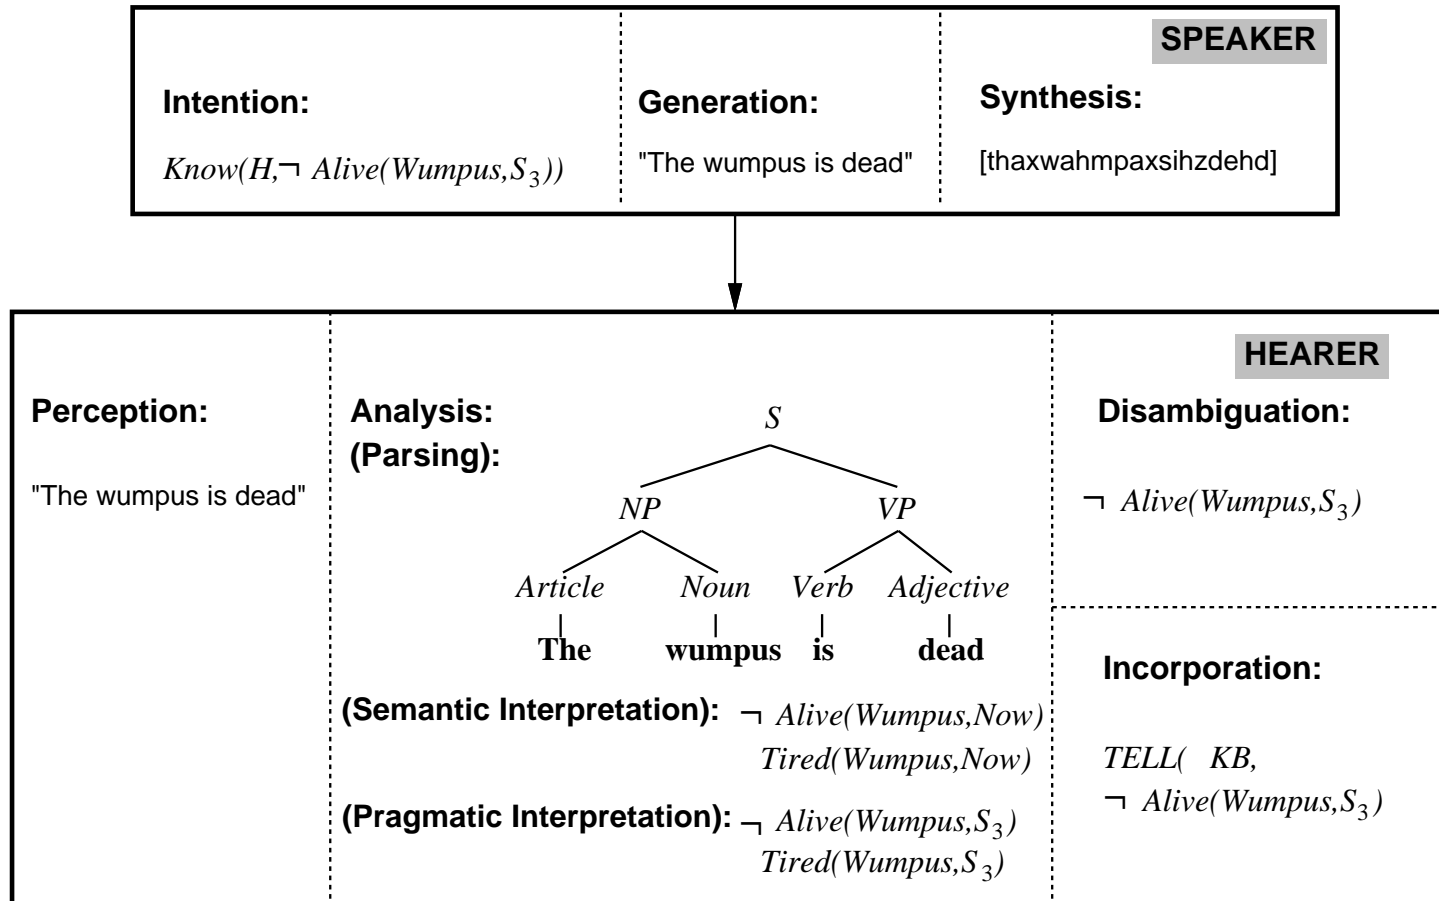 SPEAKER
Intention:
Know(H,¬ Alive(Wumpus,S₃))
Generation:
"The wumpus is dead"
Synthesis:
[thaxwahmpaxsihzdehd]
HEARER
Perception:
"The wumpus is dead"
Analysis:
(Parsing):
S
NP VP
Article Noun Verb Adjective
The wumpus is dead
(Semantic Interpretation): ¬ Alive(Wumpus,Now)
Tired(Wumpus,Now)
(Pragmatic Interpretation): ¬ Alive(Wumpus,S₃)
Tired(Wumpus,S₃)
Disambiguation:
¬ Alive(Wumpus,S₃)
Incorporation:
TELL( KB,
¬ Alive(Wumpus,S₃)